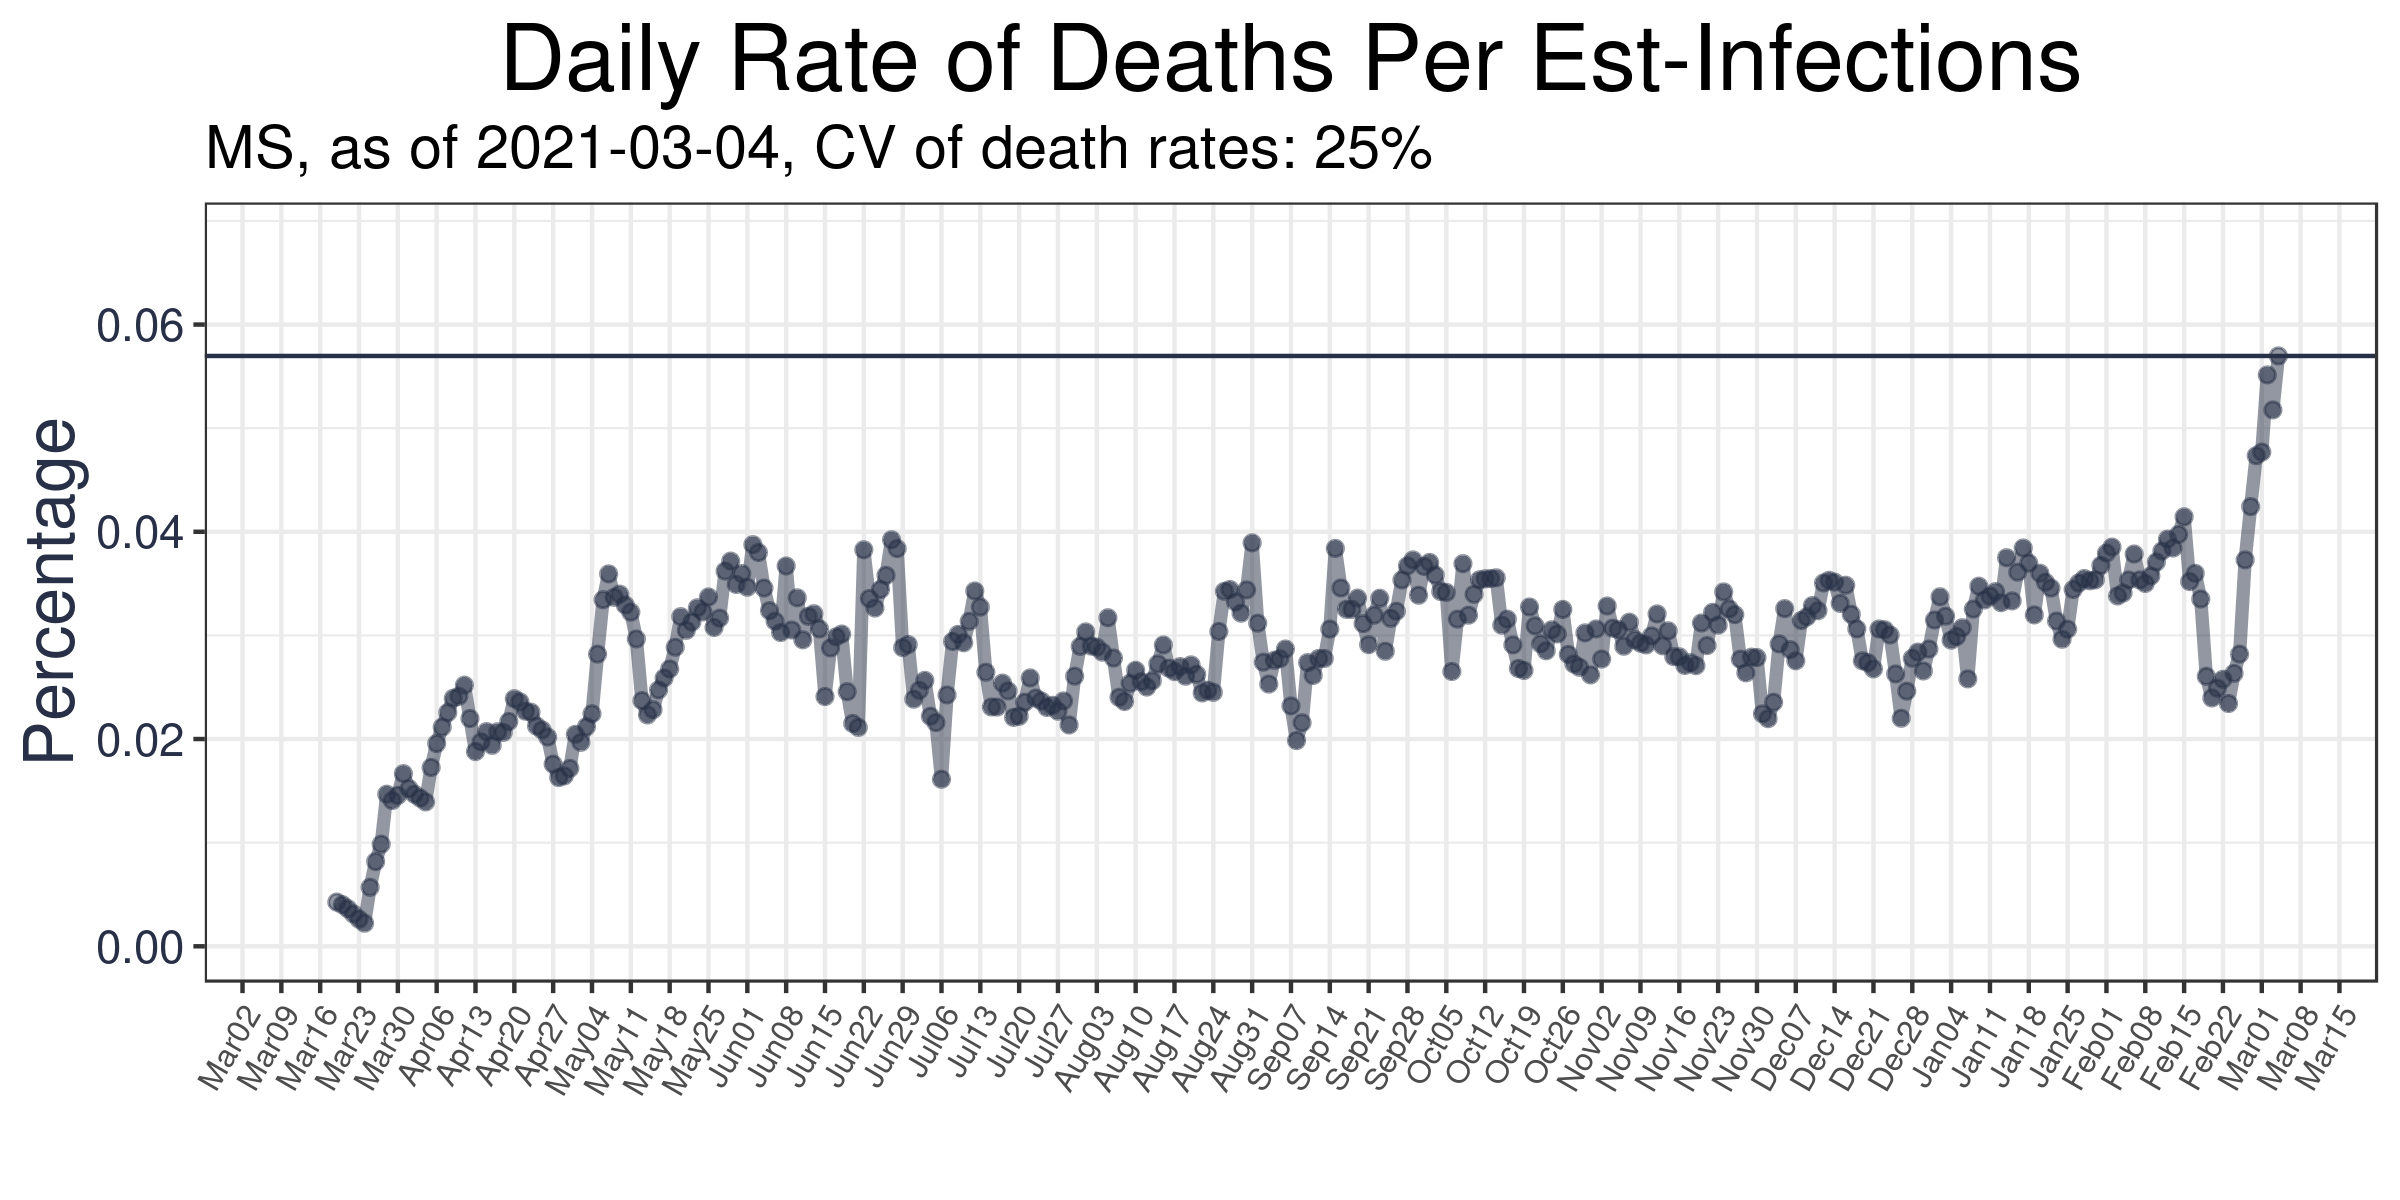 Daily Rate of Deaths Per Est-Infections
MS, as of 2021-03-04, CV of death rates: 25%
Percentage
0.06
0.04
0.02
0.00
Mar02
Mar09
Mar16
Mar23
Mar30
Apr06
Apr13
Apr20
Apr27
May04
May11
May18
May25
Jun01
Jun08
Jun15
Jun22
Jun29
Jul06
Jul13
Jul20
Jul27
Aug03
Aug10
Aug17
Aug24
Aug31
Sep07
Sep14
Sep21
Sep28
Oct05
Oct12
Oct19
Oct26
Nov02
Nov09
Nov16
Nov23
Nov30
Dec07
Dec14
Dec21
Dec28
Jan04
Jan11
Jan18
Jan25
Feb01
Feb08
Feb15
Feb22
Mar01
Mar08
Mar15